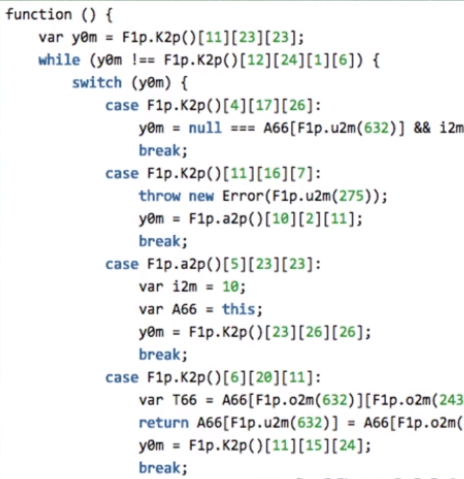 function () {
var y0m = F1p.K2p()[11][23][23];
while (y0m !== F1p.K2p()[12][24][1][6]) {
switch (y0m) {
case F1p.K2p()[4][17][26]:
y0m = null === A66[F1p.u2m(632)] && i2m
break;
case F1p.K2p()[11][16][7]:
throw new Error(F1p.u2m(275));
y0m = F1p.a2p()[10][2][11];
break;
case F1p.a2p()[5][23][23]:
var i2m = 10;
var A66 = this;
y0m = F1p.K2p()[23][26][26];
break;
case F1p.K2p()[6][20][11]:
var T66 = A66[F1p.o2m(632)][F1p.o2m(243
return A66[F1p.u2m(632)] = A66[F1p.o2m(
y0m = F1p.K2p()[11][15][24];
break;